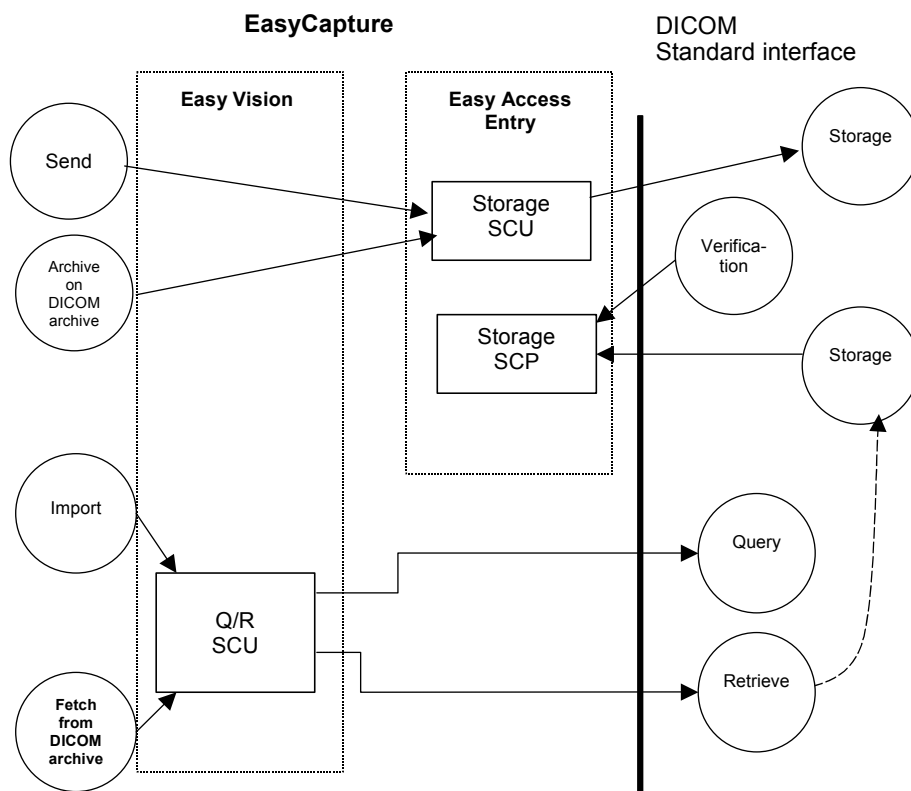 EasyCapture
DICOM
Standard interface
Easy Vision
Easy Access
Entry
Send
Storage
SCU
Storage
Archive
on
DICOM
archive
Verifica-
tion
Storage
SCP
Storage
Import
Q/R
SCU
Query
Fetch
from
DICOM
archive
Retrieve